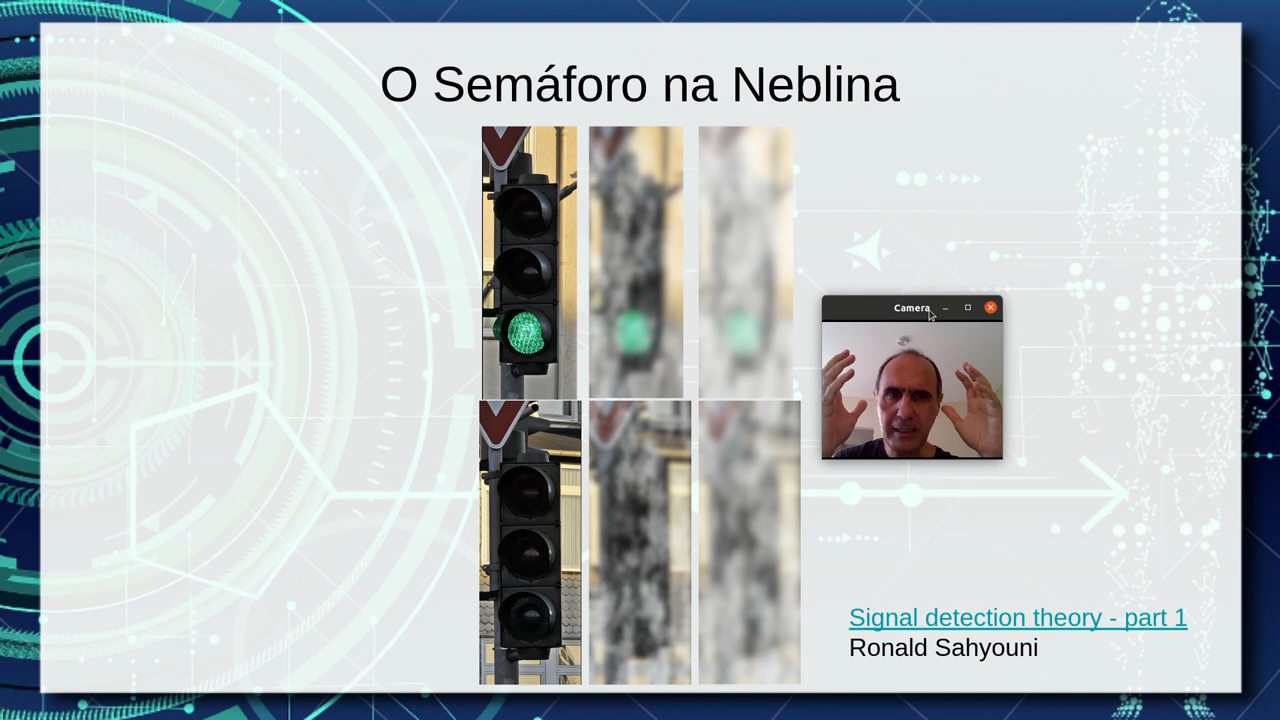 O Semáforo na Neblina
Camera
Signal detection theory - part 1
Ronald Sahyouni